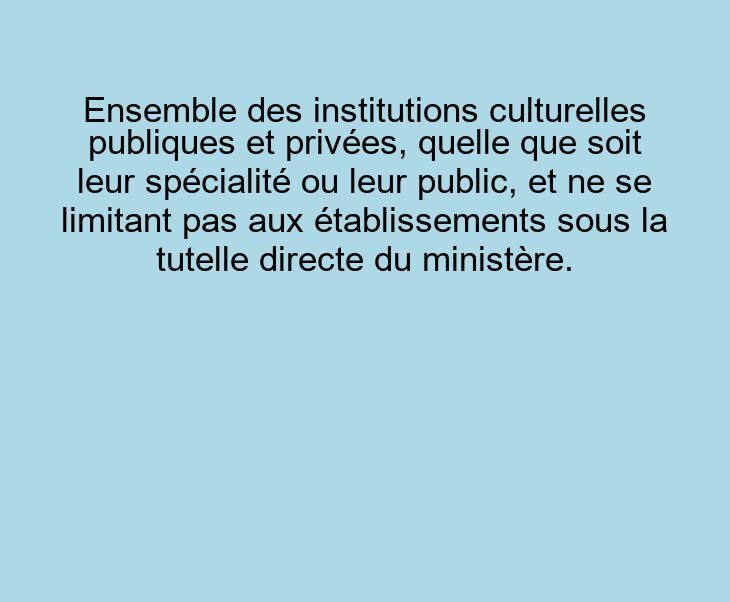 Ensemble des institutions culturelles
publiques et privées, quelle que soit
leur spécialité ou leur public, et ne se
limitant pas aux établissements sous la
tutelle directe du ministère.